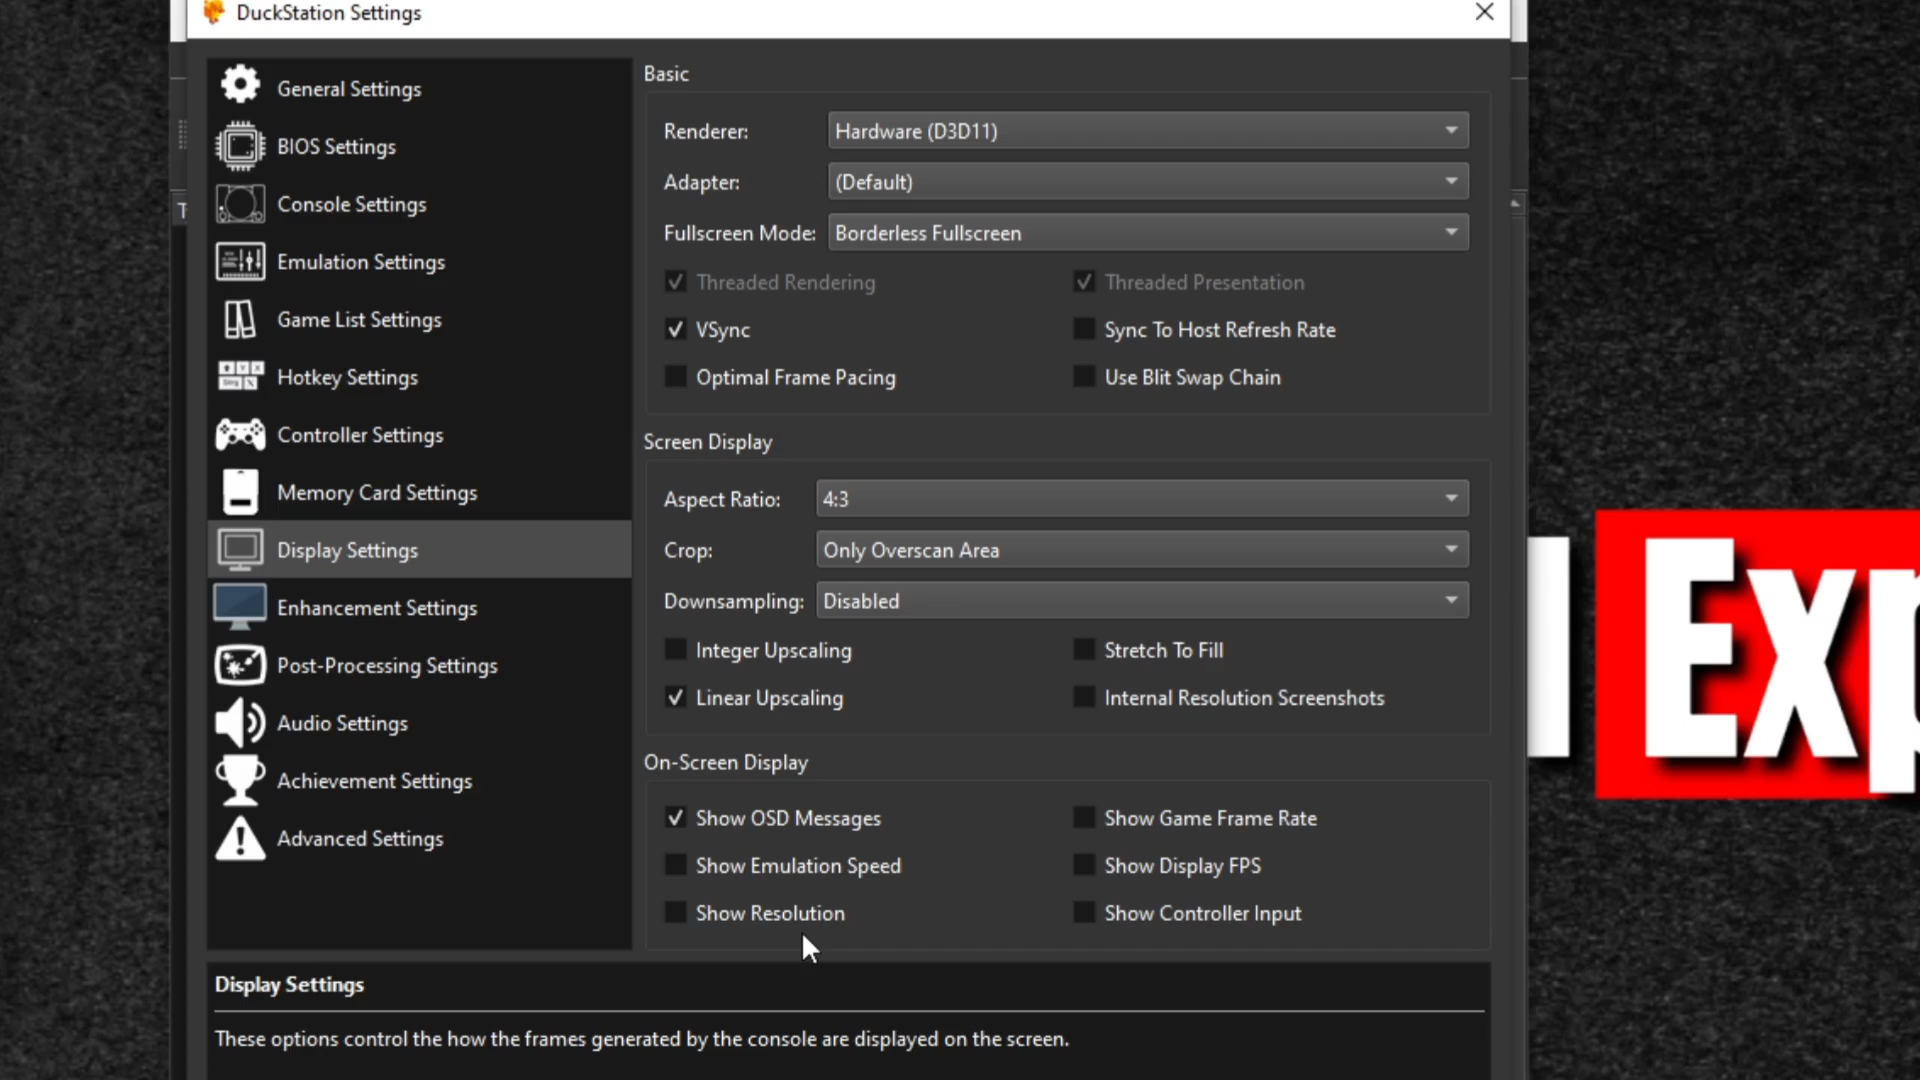 DuckStation Settings
General Settings
BIOS Settings
Console Settings
Emulation Settings
Game List Settings
Hotkey Settings
Controller Settings
Memory Card Settings
Display Settings
Enhancement Settings
Post-Processing Settings
Audio Settings
Achievement Settings
Advanced Settings
Basic
Renderer: Hardware (D3D11)
Adapter: (Default)
Fullscreen Mode: Borderless Fullscreen
Threaded Rendering Threaded Presentation
VSync Sync To Host Refresh Rate
Optimal Frame Pacing Use Blit Swap Chain
Screen Display
Aspect Ratio: 4:3
Crop: Only Overscan Area
Downsampling: Disabled
Integer Upscaling Stretch To Fill
Linear Upscaling Internal Resolution Screenshots
On-Screen Display
Show OSD Messages Show Game Frame Rate
Show Emulation Speed Show Display FPS
Show Resolution Show Controller Input
Display Settings
These options control the how the frames generated by the console are displayed on the screen.